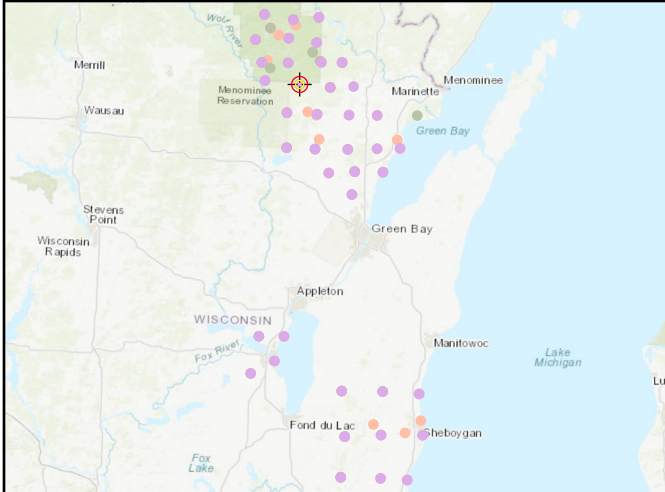 Wolf
River
Merrill
Menominee
Menominee
Reservation
Marinette
Wausau
Green Bay
Stevens
Point
Green Bay
Wisconsin
Rapids
Appleton
WISCONSIN
Manitowoc
Fox River
Lake
Michigan
Lu
Fond du Lac
Sheboygan
Fox
Lake